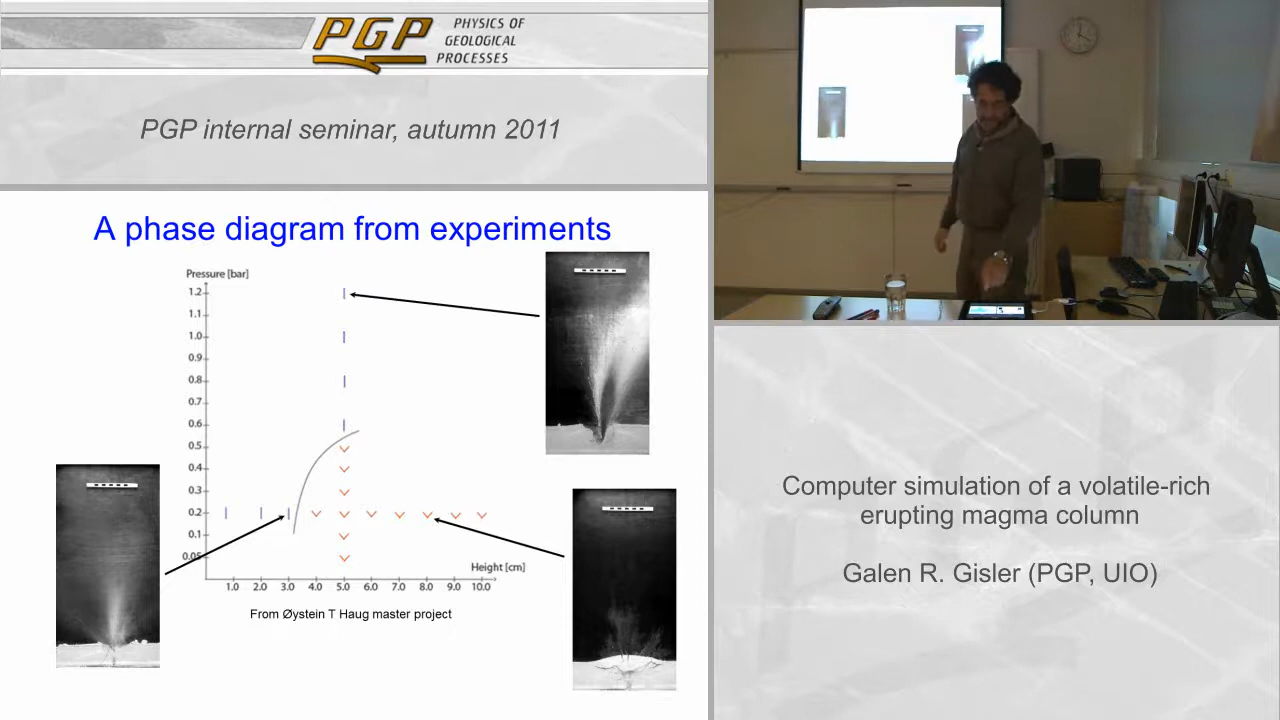 PGP
PHYSICS OF
GEOLOGICAL
PROCESSES
PGP internal seminar, autumn 2011
A phase diagram from experiments
Pressure [bar]
1.2
1.1
1.0
0.9
0.8
0.7
0.6
0.5
0.4
0.3
0.2
0.1
0.05
Height [cm]
1.0 2.0 3.0 4.0 5.0 6.0 7.0 8.0 9.0 10.0
From Øystein T Haug master project
Computer simulation of a volatile-rich
erupting magma column
Galen R. Gisler (PGP, UIO)